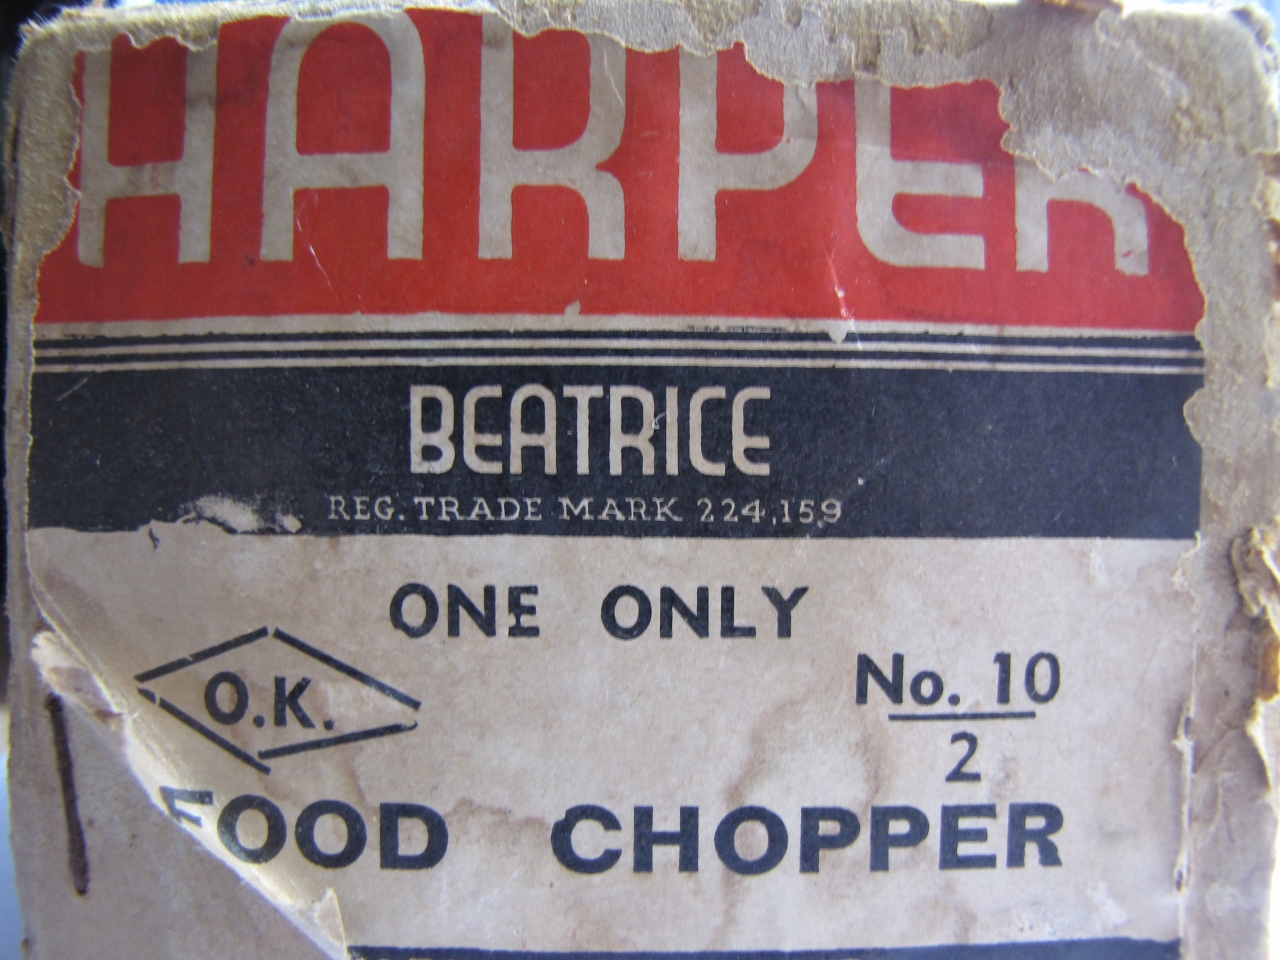 HARPER
BEATRICE
REG. TRADE MARK 224,159
ONE ONLY
O.K.
No. 10
2
FOOD CHOPPER